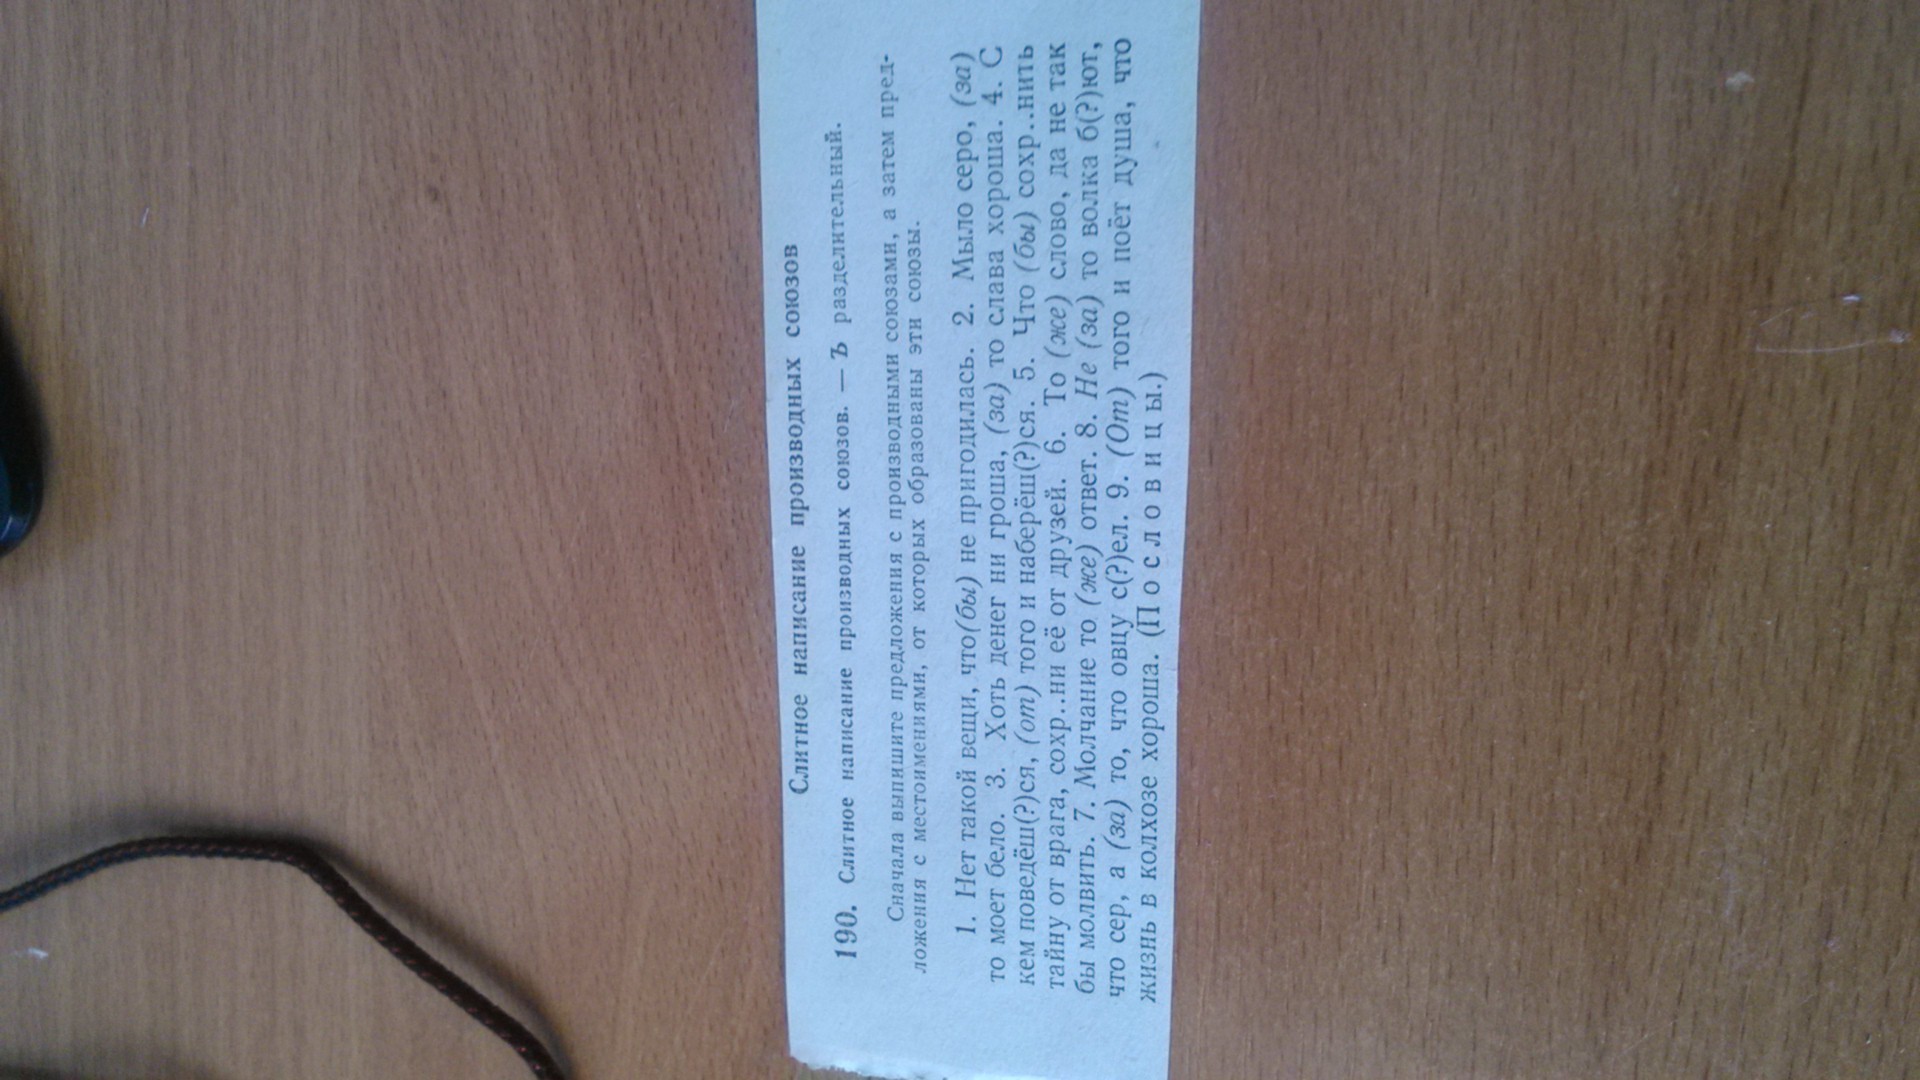 Слитное написание производных союзов
190. Слитное написание производных союзов. — Ъ разделительный.
Сначала выпишите предложения с производными союзами, а затем пред-
ложения с местоимениями, от которых образованы эти союзы.
1. Нет такой вещи, что(бы) не пригодилась. 2. Мыло серо, (за)
то моет бело. 3. Хоть денег ни гроша, (за) то слава хороша. 4. С
кем поведёш(?)ся, (от) того и наберёш(?)ся. 5. Что (бы) сохр..нить
тайну от врага, сохр..ни её от друзей. 6. То (же) слово, да не так
бы молвить. 7. Молчание то (же) ответ. 8. Не (за) то волка б(?)ют,
что сер, а (за) то, что овцу с(?)ел. 9. (От) того и поёт душа, что
жизнь в колхозе хороша. (Пословицы.)